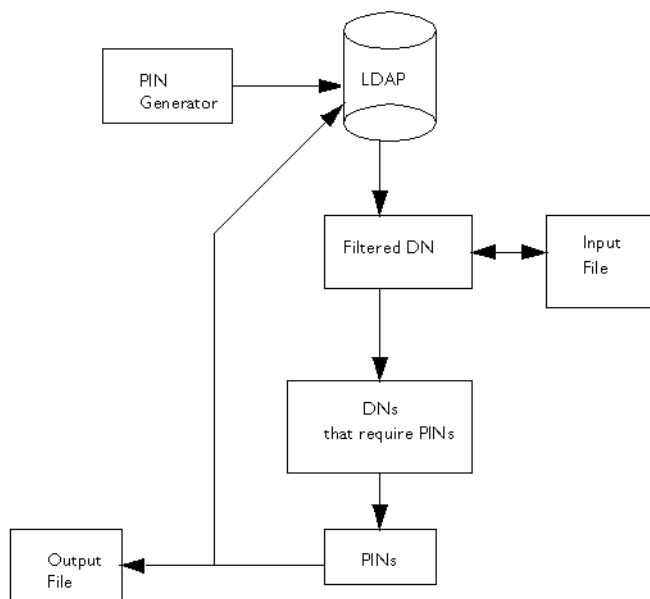 PIN
Generator
LDAP
Filtered DN
Input
File
DNs
that require PINs
PINs
Output
File